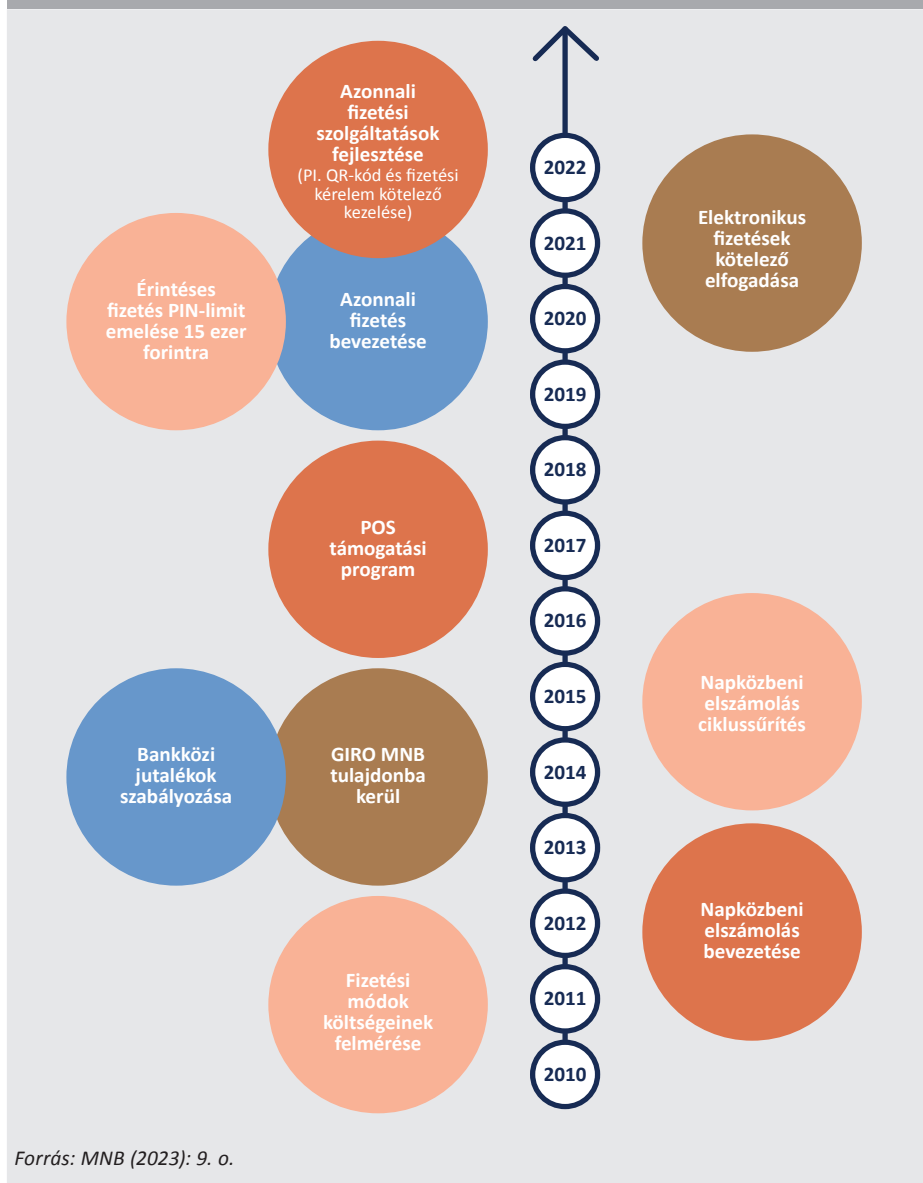 Azonnali
fizetési
szolgáltatások
fejlesztése
(Pl. QR-kód és fizetési
kérelem kötelező
kezelése)
Érintéses
fizetés PIN-limit
emelése 15 ezer
forintra
Azonnali
fizetés
bevezetése
POS
támogatási
program
Bankközi
jutalékok
szabályozása
GIRO MNB
tulajdonba
kerül
Fizetési
módok
költségeinek
felmérése
2022
2021
2020
2019
2018
2017
2016
2015
2014
2013
2012
2011
2010
Elektronikus
fizetések
kötelező
elfogadása
Napközbeni
elszámolás
ciklussűrítés
Napközbeni
elszámolás
bevezetése
Forrás: MNB (2023): 9. o.